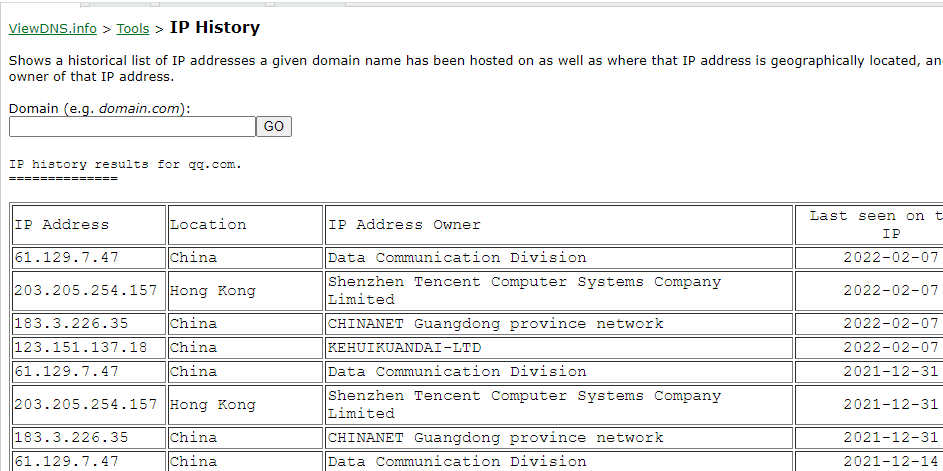 ViewDNS.info > Tools > IP History
Shows a historical list of IP addresses a given domain name has been hosted on as well as where that IP address is geographically located, an
owner of that IP address.
Domain (e.g. domain.com):
GO
IP history results for qq.com.
==============
IP Address Location IP Address Owner Last seen on t
IP
61.129.7.47 China Data Communication Division 2022-02-07
203.205.254.157 Hong Kong Shenzhen Tencent Computer Systems Company
Limited 2022-02-07
183.3.226.35 China CHINANET Guangdong province network 2022-02-07
123.151.137.18 China KEHUIKUANDAI-LTD 2022-02-07
61.129.7.47 China Data Communication Division 2021-12-31
203.205.254.157 Hong Kong Shenzhen Tencent Computer Systems Company
Limited 2021-12-31
183.3.226.35 China CHINANET Guangdong province network 2021-12-31
61.129.7.47 China Data Communication Division 2021-12-14